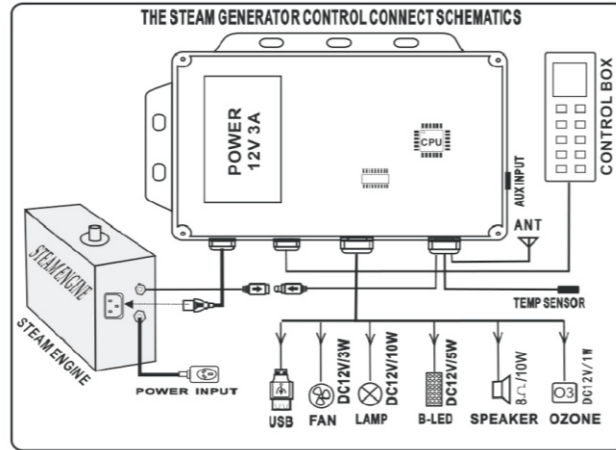 THE STEAM GENERATOR CONTROL CONNECT SCHEMATICS
POWER
12V 3A
CPU
CONTROL BOX
AUX INPUT
ANT
TEMP SENSOR
STEAM ENGINE
STEAM ENGINE
POWER INPUT
USB
FAN
DC12V/3W
LAMP
DC12V/10W
B-LED
DC12V/5W
SPEAKER
8Ω/10W
O3
OZONE
DC12V/1W